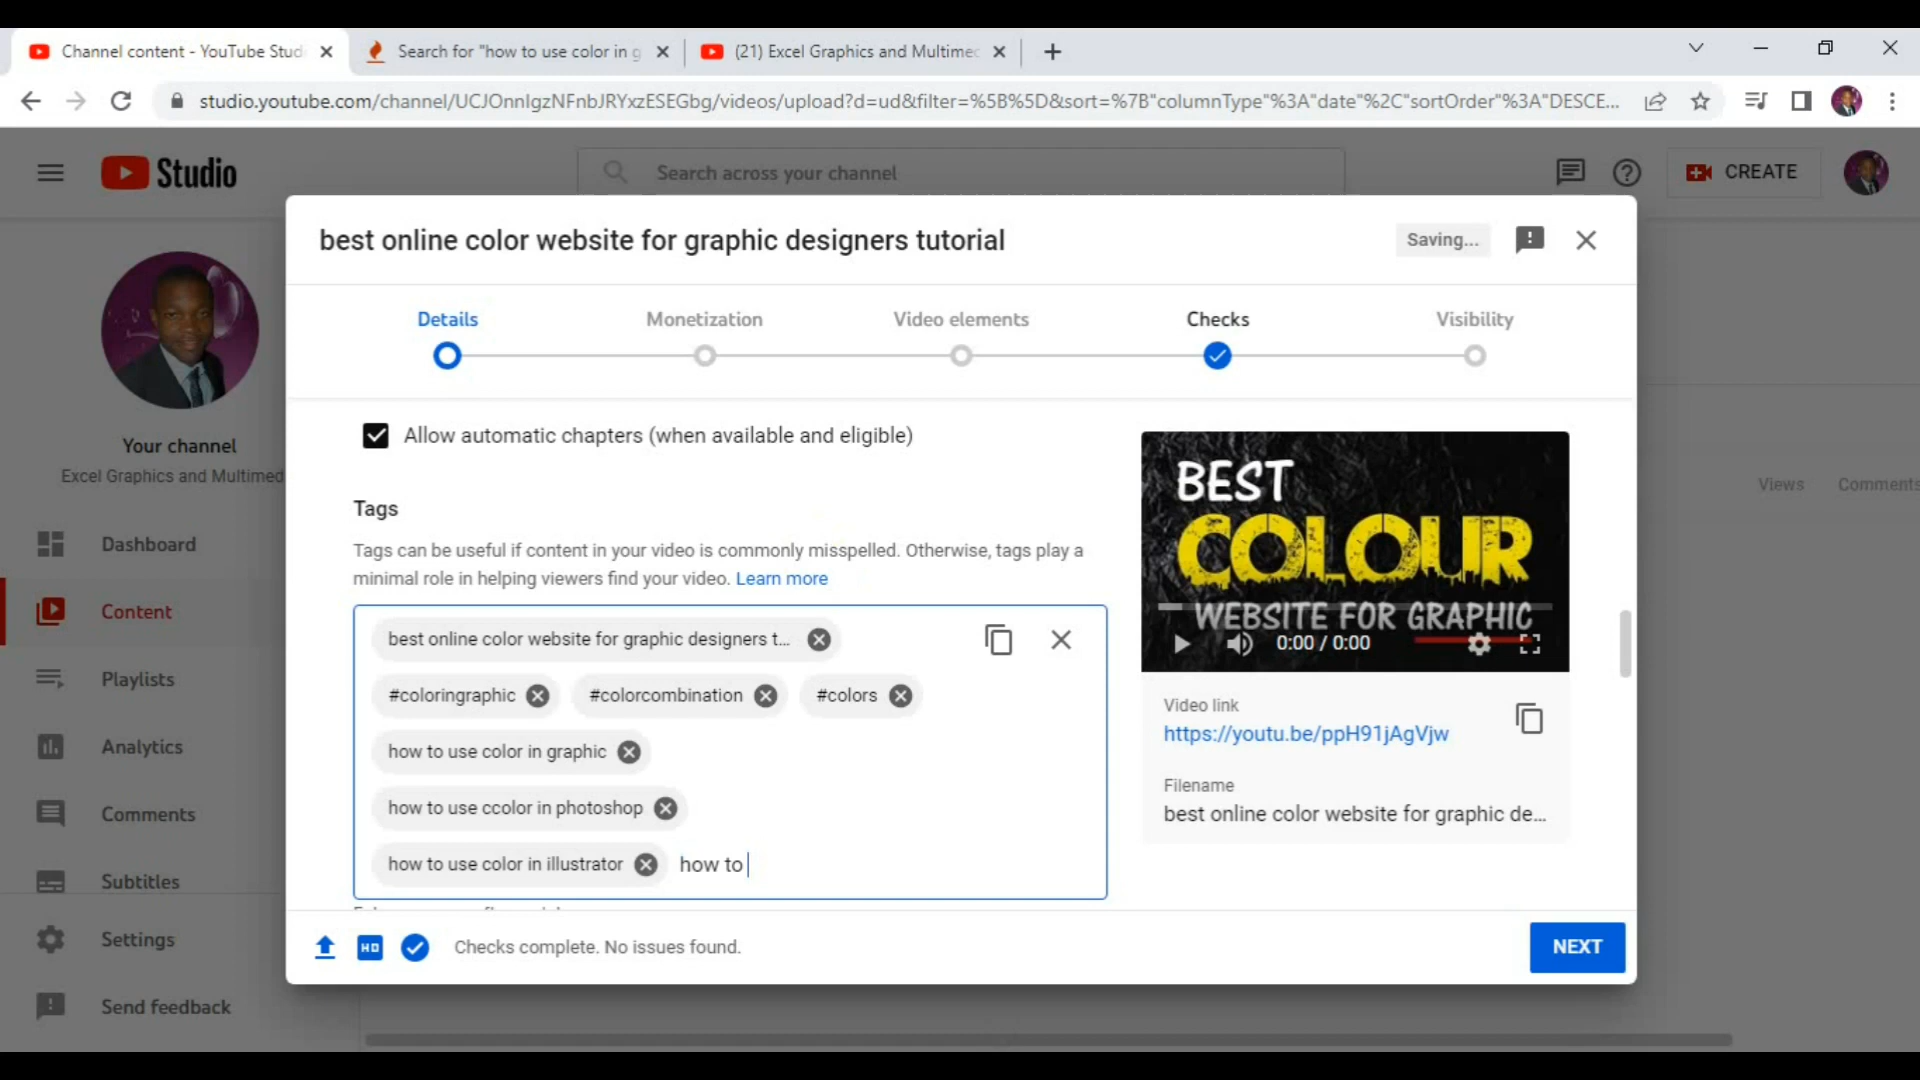 Channel content - YouTube Stud
Search for "how to use color in g
(21) Excel Graphics and Multimed
studio.youtube.com/channel/UCJOnnIgzNFnbJRYxzESEGbg/videos/upload?d=ud&filter=%5B%5D&sort=%7B"columnType"%3A"date"%2C"sortOrder"%3A"DESCE...
Studio
Search across your channel
CREATE
best online color website for graphic designers tutorial
Saving...
Details
Monetization
Video elements
Checks
Visibility
Your channel
Excel Graphics and Multimed
Views
Comments
Dashboard
Content
Playlists
Analytics
Comments
Subtitles
Settings
Send feedback
Allow automatic chapters (when available and eligible)
Tags
Tags can be useful if content in your video is commonly misspelled. Otherwise, tags play a
minimal role in helping viewers find your video. Learn more
best online color website for graphic designers t...
#coloringraphic
#colorcombination
#colors
how to use color in graphic
how to use ccolor in photoshop
how to use color in illustrator
how to
BEST
COLOUR
WEBSITE FOR GRAPHIC
0:00 / 0:00
Video link
https://youtu.be/ppH91jAgVjw
Filename
best online color website for graphic de...
HD
Checks complete. No issues found.
NEXT